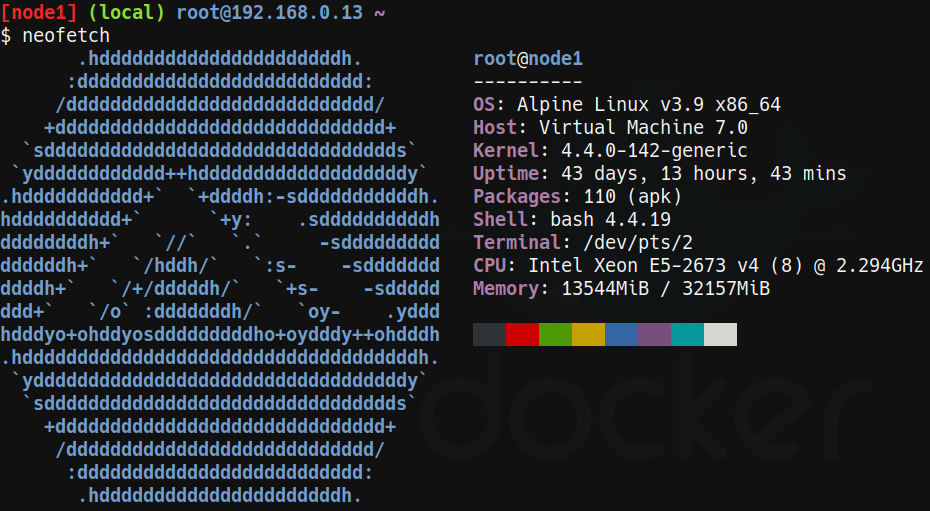 [node1] (local) root@192.168.0.13 ~
$ neofetch
       .hddddddddddddddddddddddh.          root@node1
      :dddddddddddddddddddddddddd:         ----------
     /dddddddddddddddddddddddddddd/        OS: Alpine Linux v3.9 x86_64
    +dddddddddddddddddddddddddddddd+       Host: Virtual Machine 7.0
  `sdddddddddddddddddddddddddddddddds`     Kernel: 4.4.0-142-generic
 `ydddddddddddd++hdddddddddddddddddddy`    Uptime: 43 days, 13 hours, 43 mins
.hddddddddddd+`  `+ddddh:-sdddddddddddh.   Packages: 110 (apk)
hdddddddddd+`      `+y:    .sddddddddddh   Shell: bash 4.4.19
ddddddddh+`   `//`   `.`     -sddddddddd   Terminal: /dev/pts/2
ddddddh+`   `/hddh/`   `:s-    -sddddddd   CPU: Intel Xeon E5-2673 v4 (8) @ 2.294GHz
ddddh+`   `/+/dddddh/`   `+s-    -sddddd   Memory: 13544MiB / 32157MiB
ddd+`   `/o` :dddddddh/`   `oy-    .yddd
hdddyo+ohddyosdddddddddho+oydddy++ohdddh
.hddddddddddddddddddddddddddddddddddddh.
 `yddddddddddddddddddddddddddddddddddy`
  `sdddddddddddddddddddddddddddddddds`
    +dddddddddddddddddddddddddddddd+
     /dddddddddddddddddddddddddddd/
      :dddddddddddddddddddddddddd:
       .hddddddddddddddddddddddh.
docker